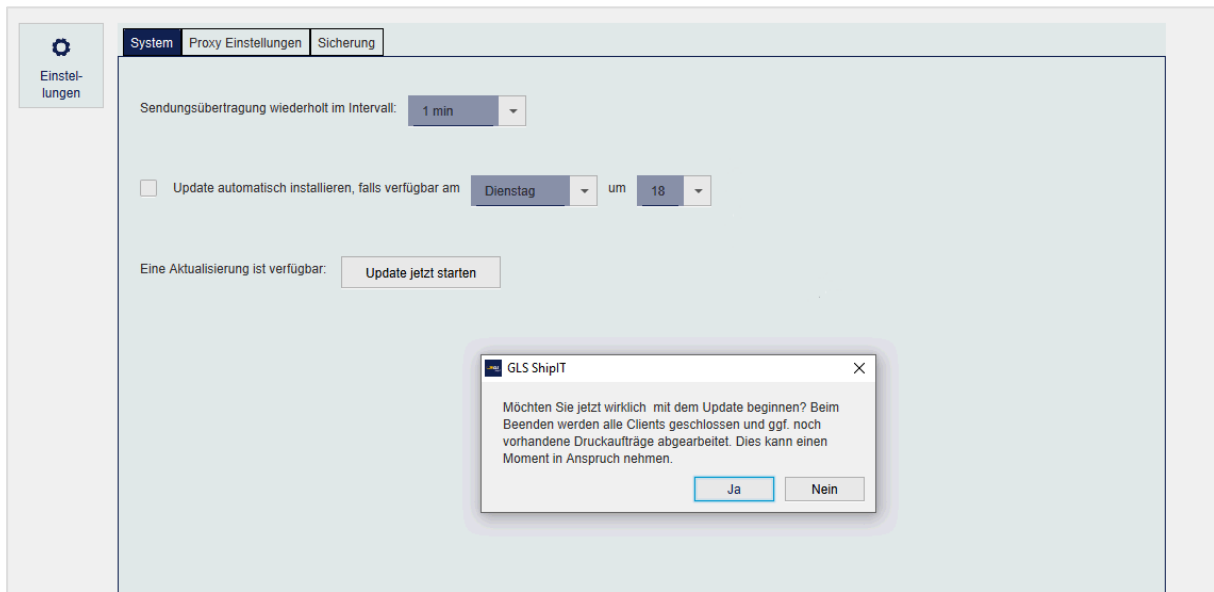 System Proxy Einstellungen Sicherung
Einstel-
lungen
Sendungsübertragung wiederholt im Intervall: 1 min
Update automatisch installieren, falls verfügbar am Dienstag um 18
Eine Aktualisierung ist verfügbar: Update jetzt starten
GLS ShipIT
Möchten Sie jetzt wirklich mit dem Update beginnen? Beim
Beenden werden alle Clients geschlossen und ggf. noch
vorhandene Druckaufträge abgearbeitet. Dies kann einen
Moment in Anspruch nehmen.
Ja Nein